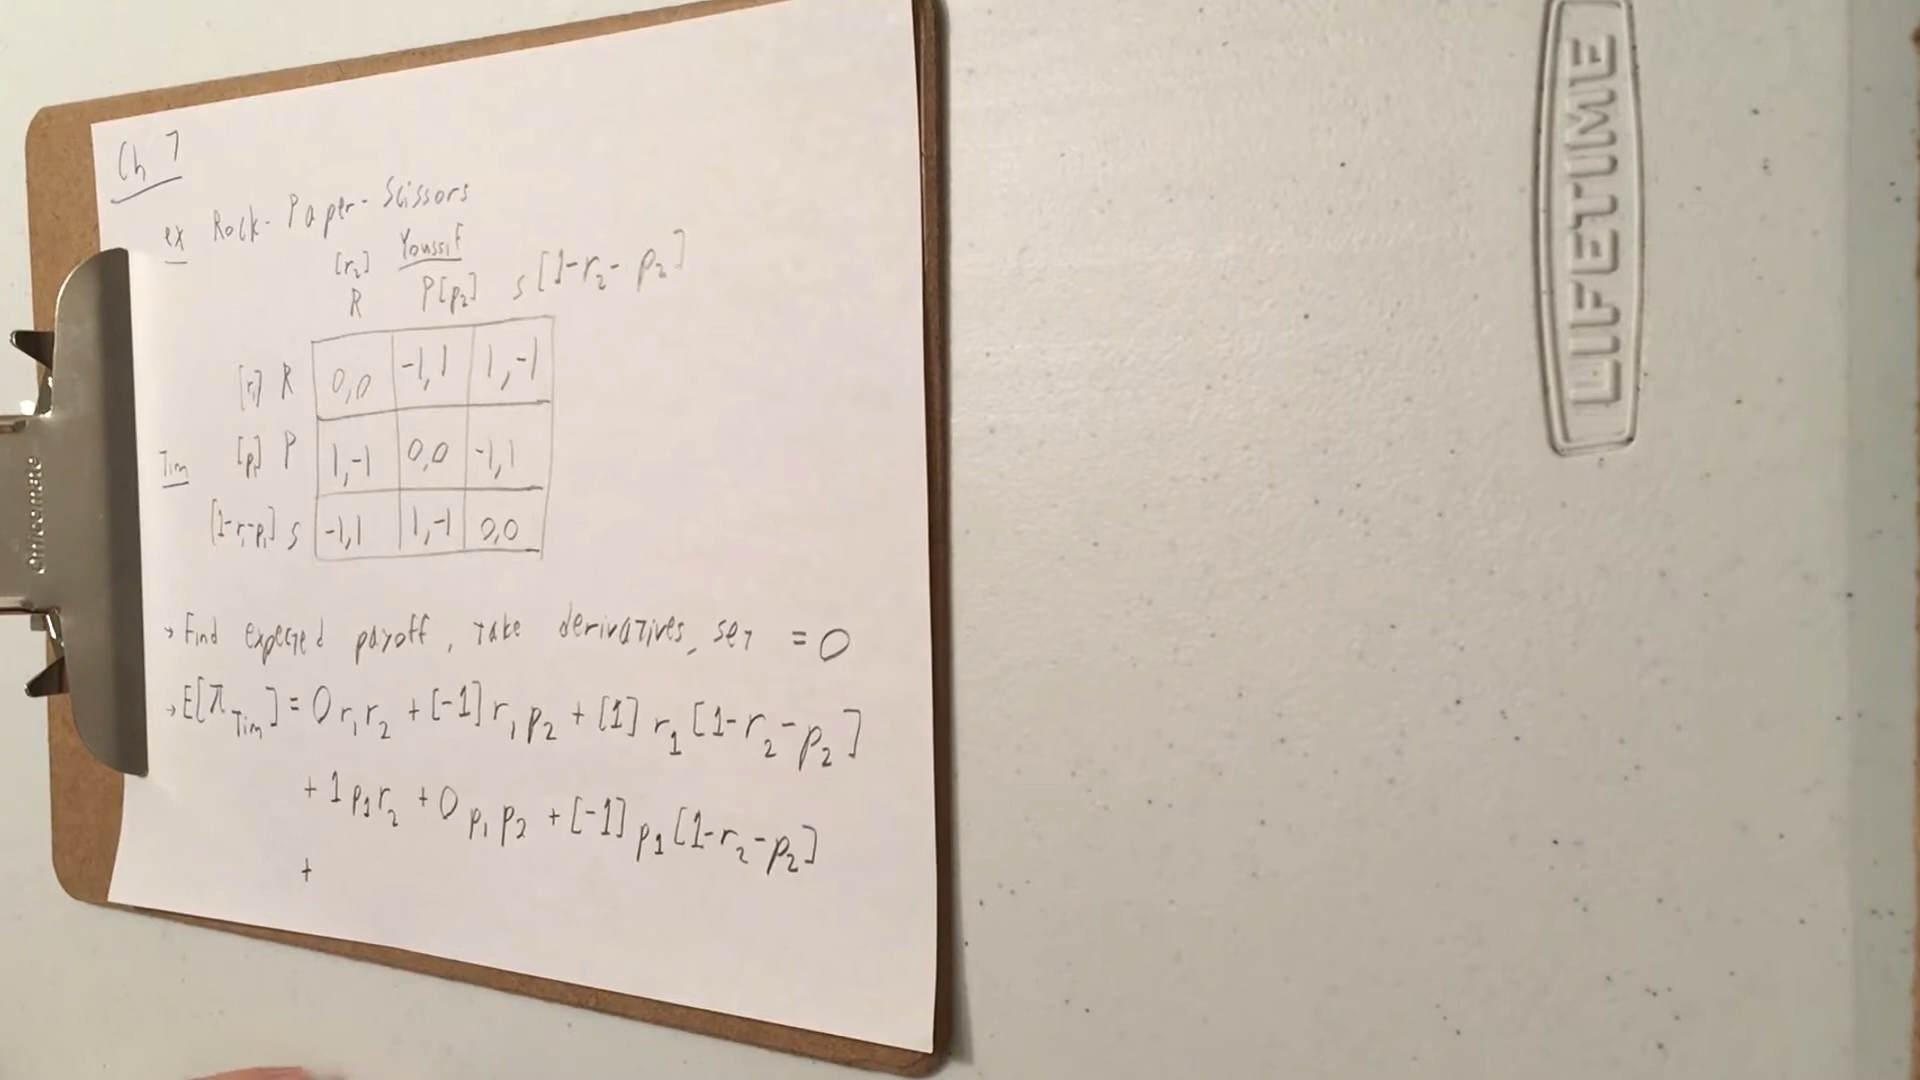 Ch 7
ex Rock-Paper-Scissors
Youssif
[r₂] R P[p₂] S[1-r₂-p₂]
[r₁] R 0,0 -1,1 1,-1
Tim [p₁] P 1,-1 0,0 -1,1
[1-r₁-p₁] S -1,1 1,-1 0,0
→ Find expected payoff, take derivatives, set = 0
→ E[π_Tim] = 0r₁r₂ + [-1]r₁p₂ + [1]r₁[1-r₂-p₂]
+ 1p₁r₂ + 0p₁p₂ + [-1]p₁[1-r₂-p₂]
+
Officemate
LIFETIME